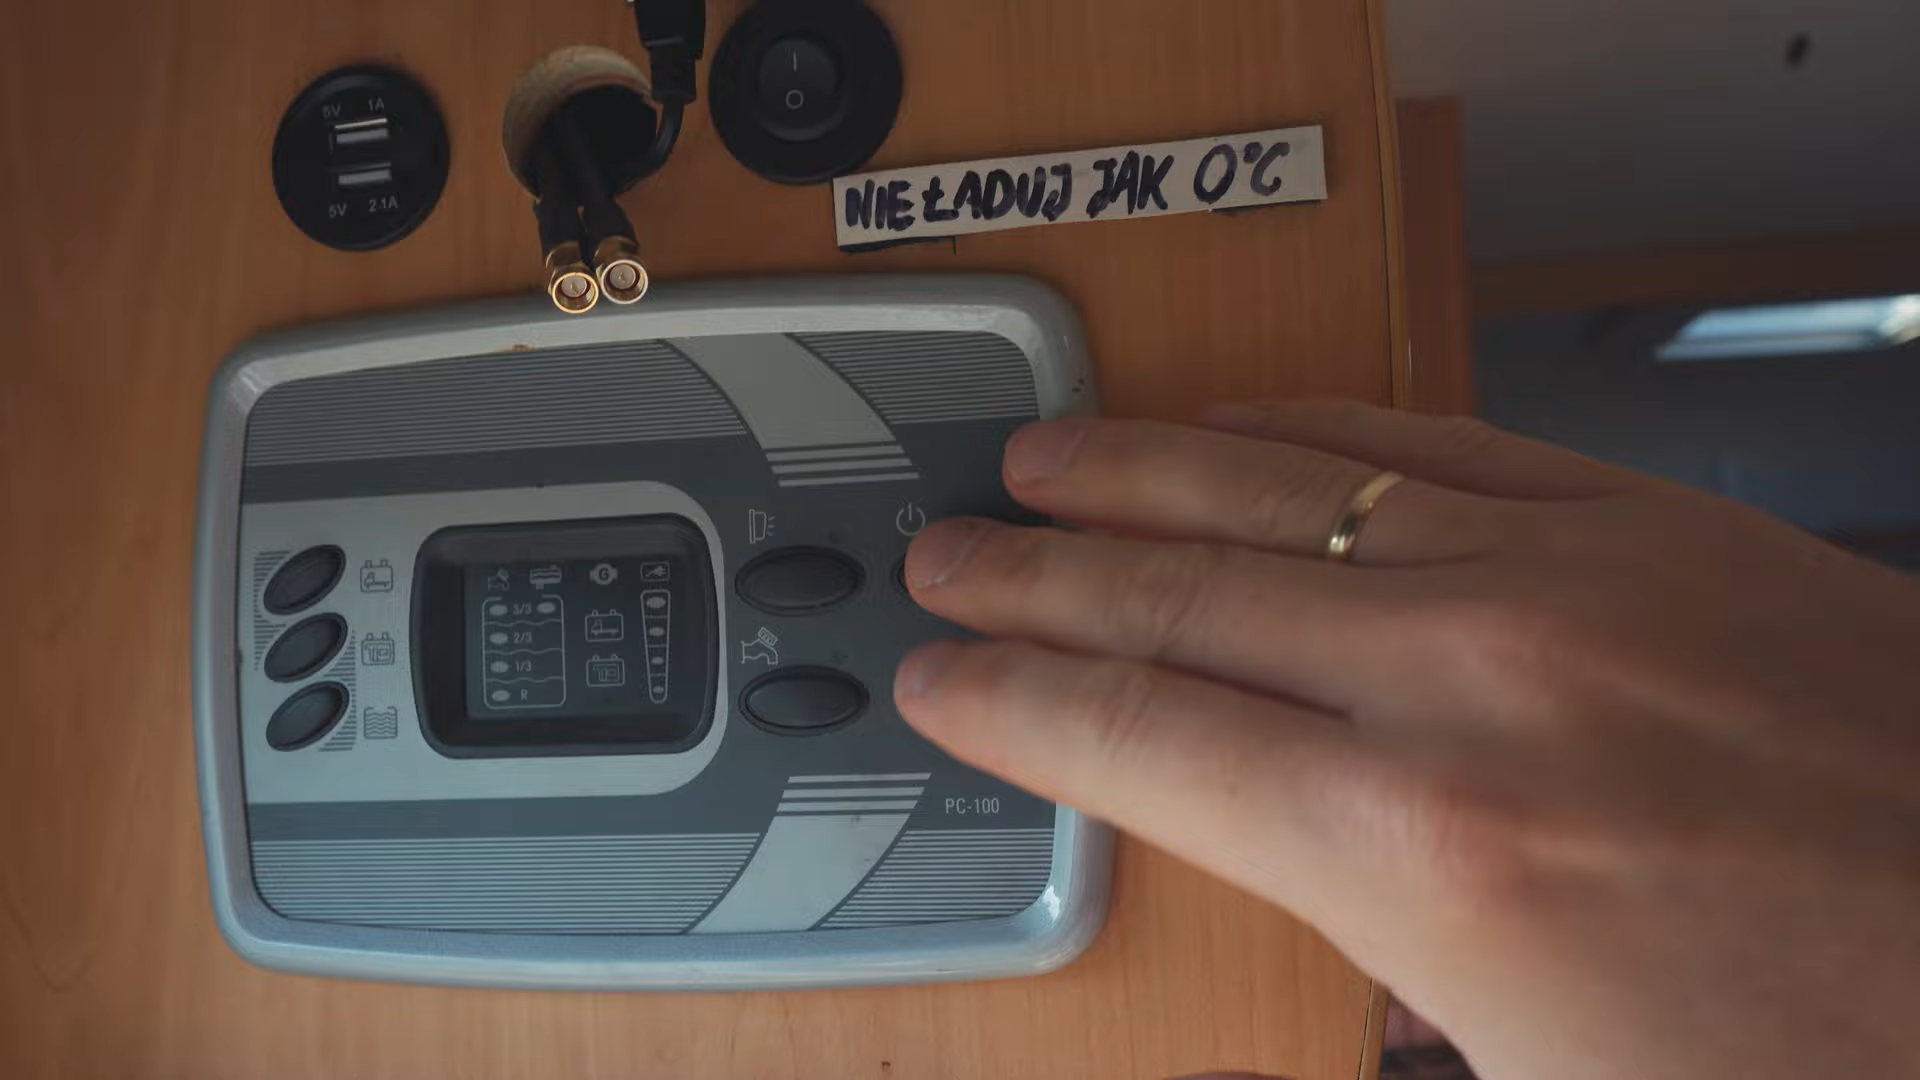 5V 1A
5V 2.1A
I
O
NIE ŁADUJ JAK 0°C
G
3/3
2/3
1/3
R
PC-100